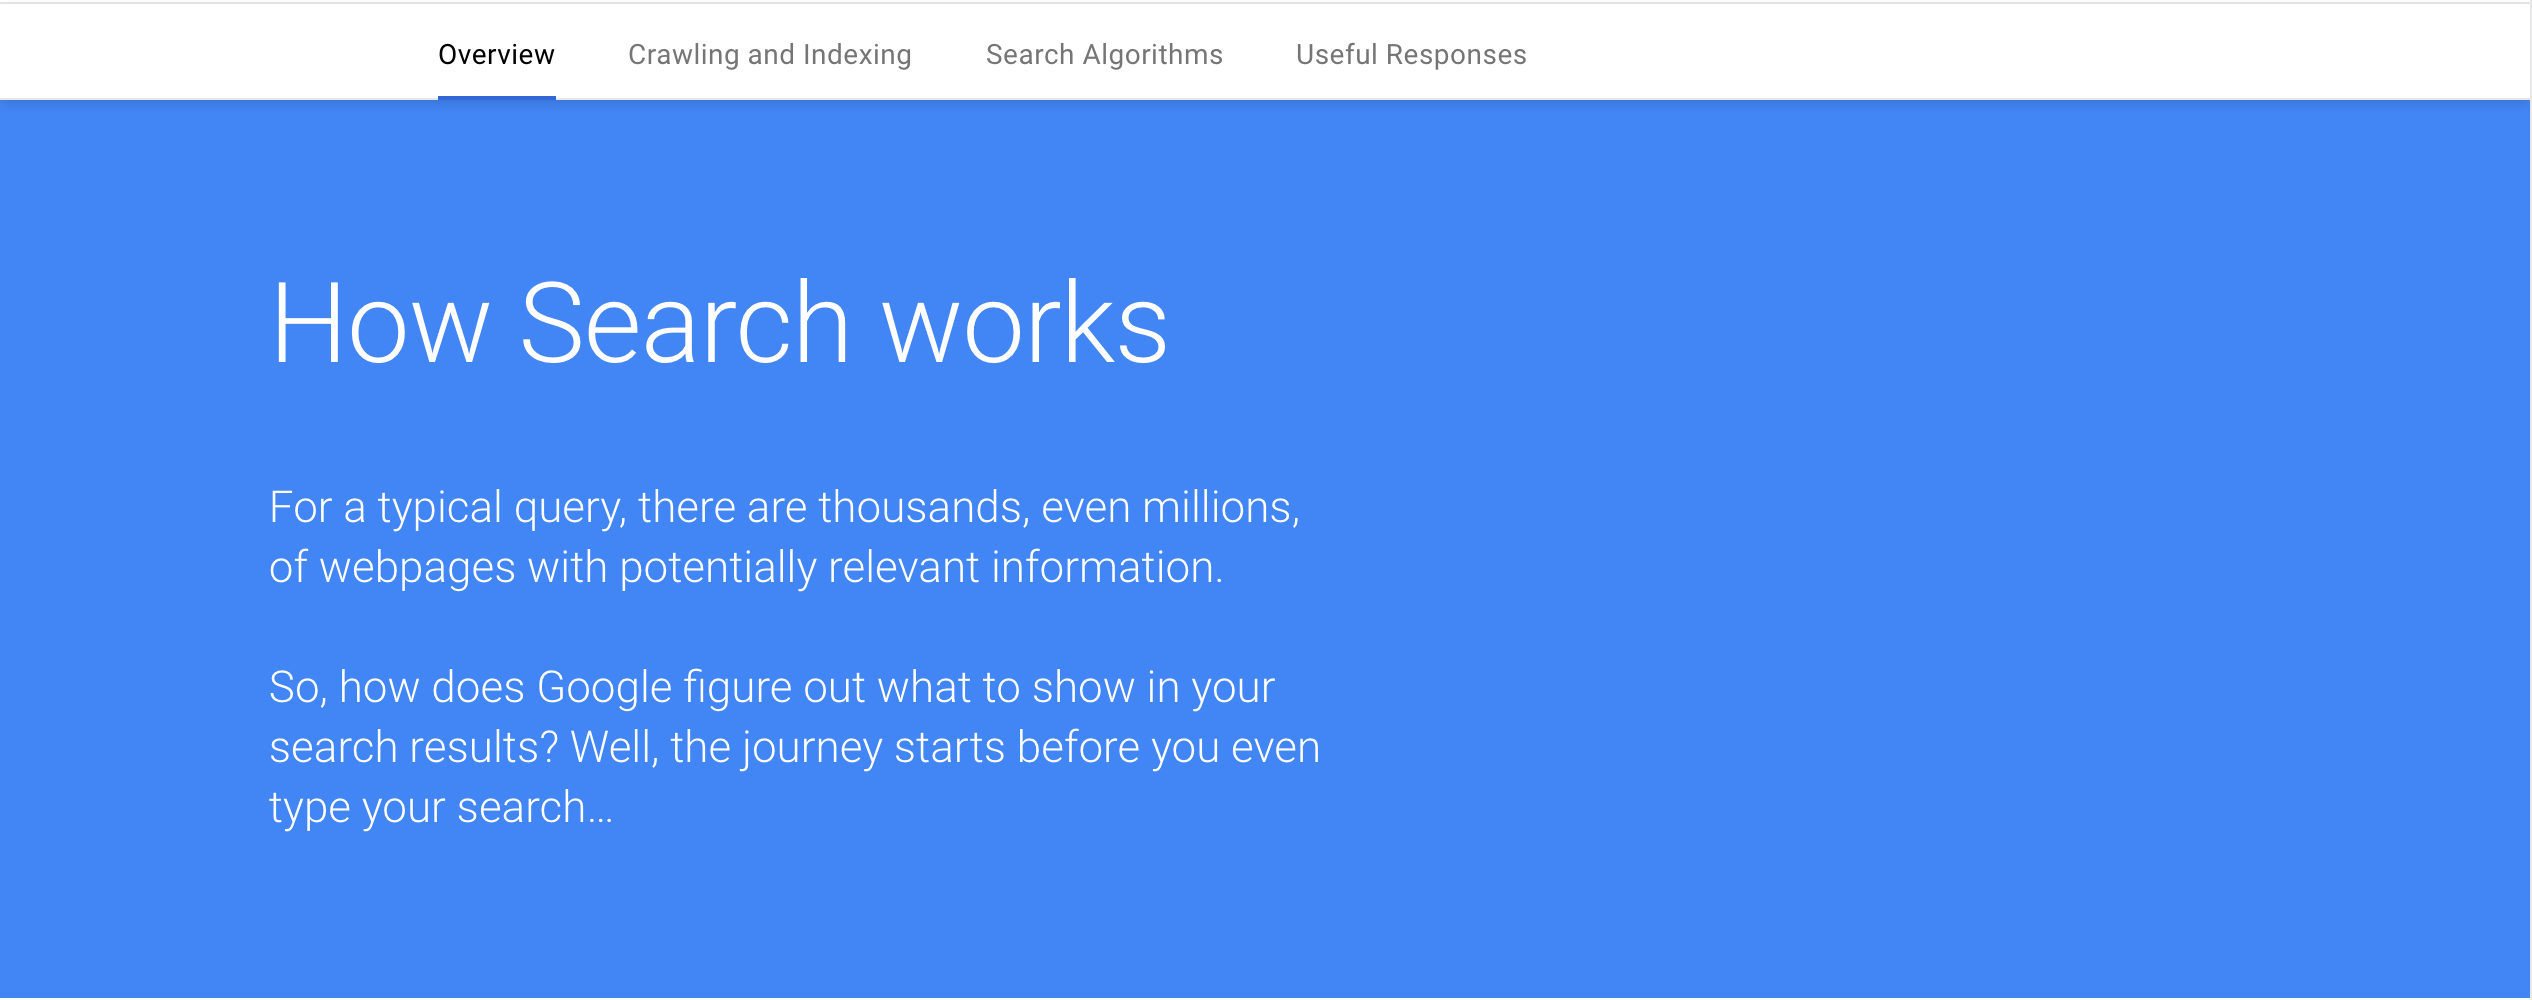 Overview
Crawling and Indexing
Search Algorithms
Useful Responses
How Search works
For a typical query, there are thousands, even millions,
of webpages with potentially relevant information.
So, how does Google figure out what to show in your
search results? Well, the journey starts before you even
type your search...